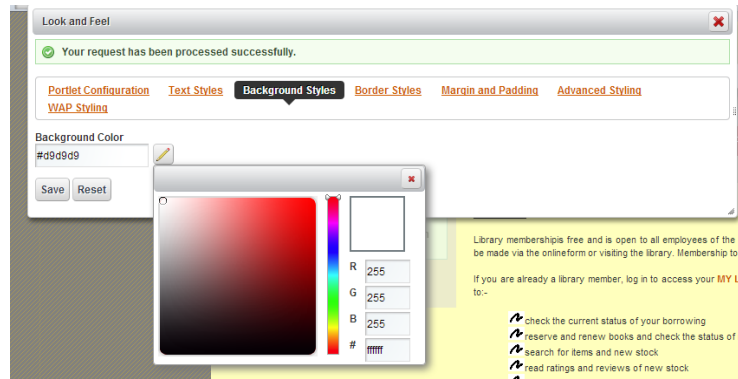 Look and Feel
Your request has been processed successfully.
Portlet Configuration Text Styles Background Styles Border Styles Margin and Padding Advanced Styling
WAP Styling
Background Color
#d9d9d9
Save Reset
R 255
G 255
B 255
# ffffff
Library membershipis free and is open to all employees of the
be made via the onlineform or visiting the library. Membership to
If you are already a library member, log in to access your MY
to:-
check the current status of your borrowing
reserve and renew books and check the status of
search for items and new stock
read ratings and reviews of new stock